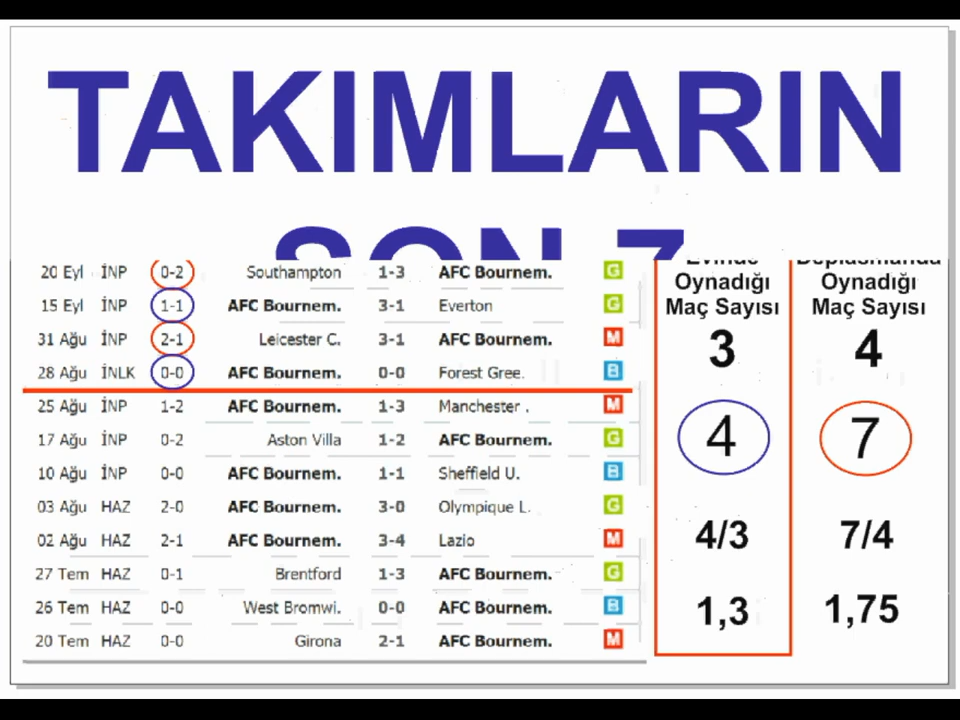 TAKIMLARIN
SON 7
20 Eyl İNP 0-2 Southampton 1-3 AFC Bournem. G
15 Eyl İNP 1-1 AFC Bournem. 3-1 Everton G
31 Ağu İNP 2-1 Leicester C. 3-1 AFC Bournem. M
28 Ağu İNLK 0-0 AFC Bournem. 0-0 Forest Gree. B
25 Ağu İNP 1-2 AFC Bournem. 1-3 Manchester . M
17 Ağu İNP 0-2 Aston Villa 1-2 AFC Bournem. G
10 Ağu İNP 0-0 AFC Bournem. 1-1 Sheffield U. B
03 Ağu HAZ 2-0 AFC Bournem. 3-0 Olympique L. G
02 Ağu HAZ 2-1 AFC Bournem. 3-4 Lazio M
27 Tem HAZ 0-1 Brentford 1-3 AFC Bournem. G
26 Tem HAZ 0-0 West Bromwi. 0-0 AFC Bournem. B
20 Tem HAZ 0-0 Girona 2-1 AFC Bournem. M
Evinde Deplasmanda
Oynadığı Oynadığı
Maç Sayısı Maç Sayısı
3 4
4 7
4/3 7/4
1,3 1,75